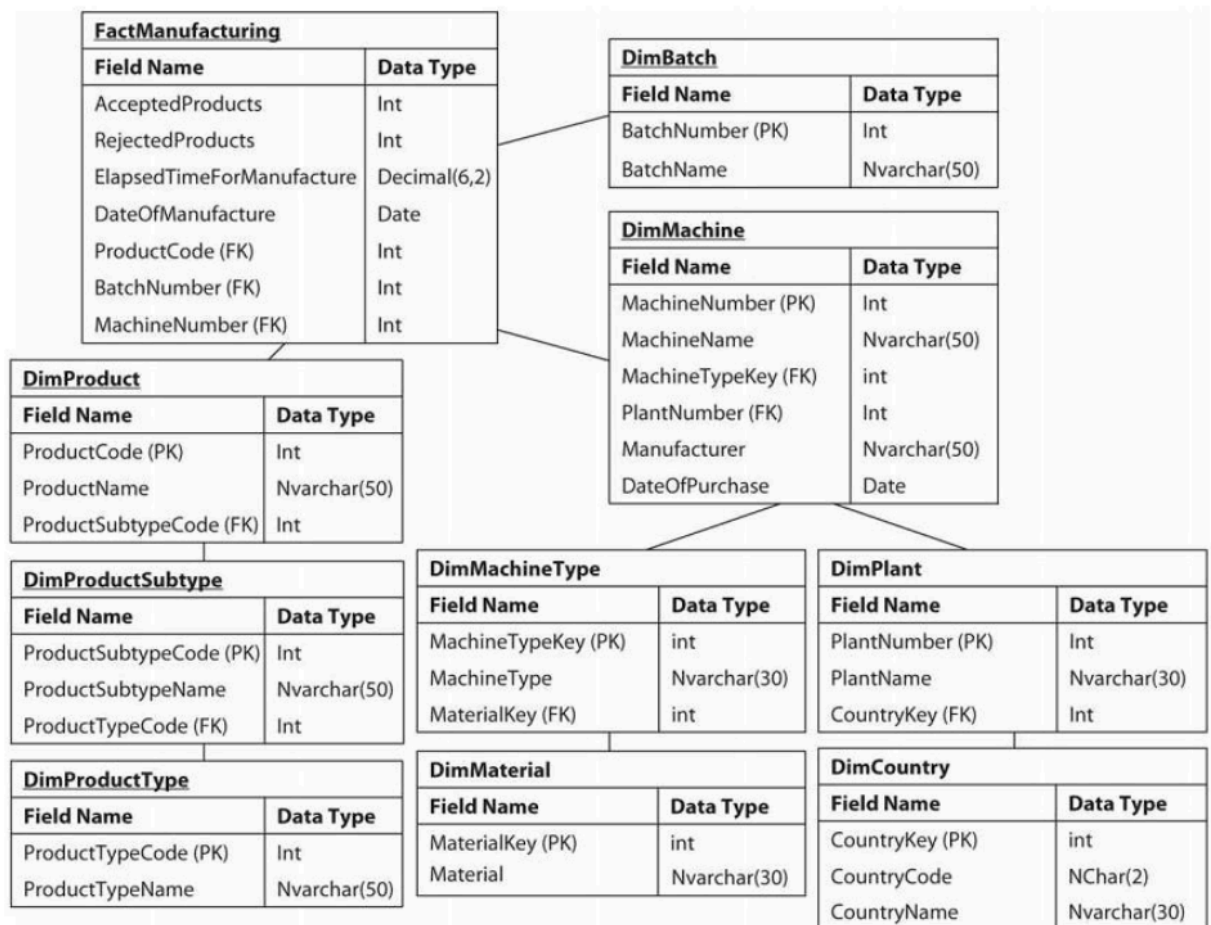 FactManufacturing
Field Name Data Type
AcceptedProducts Int
RejectedProducts Int
ElapsedTimeForManufacture Decimal(6,2)
DateOfManufacture Date
ProductCode (FK) Int
BatchNumber (FK) Int
MachineNumber (FK) Int
DimBatch
Field Name Data Type
BatchNumber (PK) Int
BatchName Nvarchar(50)
DimMachine
Field Name Data Type
MachineNumber (PK) Int
MachineName Nvarchar(50)
MachineTypeKey (FK) int
PlantNumber (FK) Int
Manufacturer Nvarchar(50)
DateOfPurchase Date
DimProduct
Field Name Data Type
ProductCode (PK) Int
ProductName Nvarchar(50)
ProductSubtypeCode (FK) Int
DimProductSubtype
Field Name Data Type
ProductSubtypeCode (PK) Int
ProductSubtypeName Nvarchar(50)
ProductTypeCode (FK) Int
DimProductType
Field Name Data Type
ProductTypeCode (PK) Int
ProductTypeName Nvarchar(50)
DimMachineType
Field Name Data Type
MachineTypeKey (PK) int
MachineType Nvarchar(30)
MaterialKey (FK) int
DimMaterial
Field Name Data Type
MaterialKey (PK) int
Material Nvarchar(30)
DimPlant
Field Name Data Type
PlantNumber (PK) Int
PlantName Nvarchar(30)
CountryKey (FK) Int
DimCountry
Field Name Data Type
CountryKey (PK) int
CountryCode NChar(2)
CountryName Nvarchar(30)